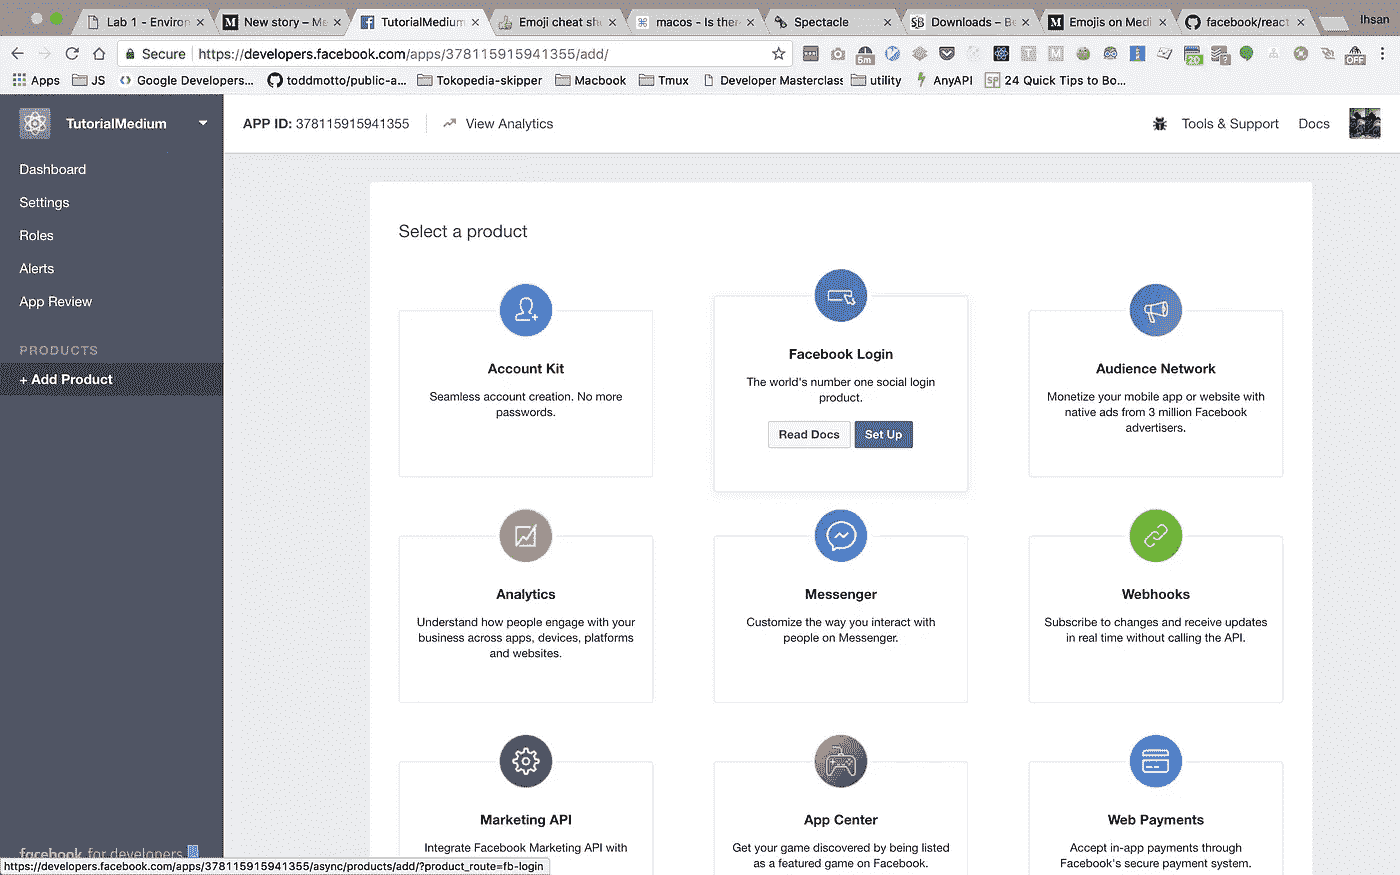 Lab 1 - Environ
New story – Me
TutorialMedium
Emoji cheat she
macos - Is ther
Spectacle
Downloads – Be
Emojis on Medi
facebook/react
Ihsan
Secure
https://developers.facebook.com/apps/378115915941355/add/
6m
20
?
OFF
Apps
JS
Google Developers...
toddmotto/public-a...
Tokopedia-skipper
Macbook
Tmux
Developer Masterclass
utility
AnyAPI
SP
24 Quick Tips to Bo...
TutorialMedium
APP ID: 378115915941355
View Analytics
Tools & Support
Docs
Dashboard
Settings
Roles
Alerts
App Review
PRODUCTS
+ Add Product
Select a product
Account Kit
Seamless account creation. No more
passwords.
Facebook Login
The world's number one social login
product.
Read Docs
Set Up
Audience Network
Monetize your mobile app or website with
native ads from 3 million Facebook
advertisers.
Analytics
Understand how people engage with your
business across apps, devices, platforms
and websites.
Messenger
Customize the way you interact with
people on Messenger.
Webhooks
Subscribe to changes and receive updates
in real time without calling the API.
Marketing API
Integrate Facebook Marketing API with
App Center
Get your game discovered by being listed
as a featured game on Facebook.
Web Payments
Accept in-app payments through
Facebook's secure payment system.
facebook for developers
https://developers.facebook.com/apps/378115915941355/async/products/add/?product_route=fb-login